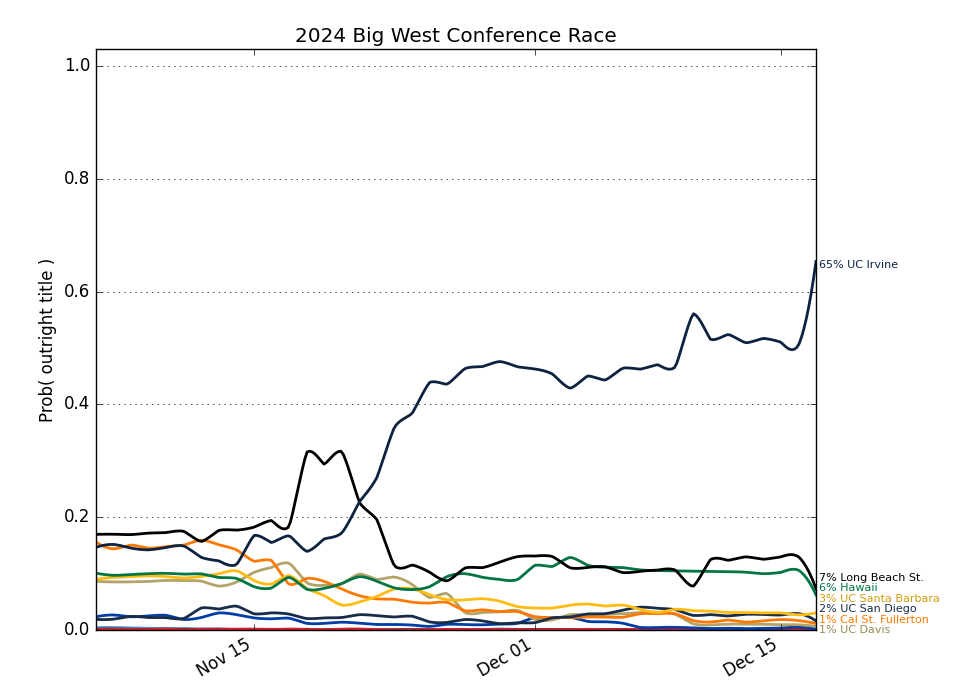 2024 Big West Conference Race
Prob( outright title )
1.0
0.8
0.6
0.4
0.2
0.0
Nov 15
Dec 01
Dec 15
65% UC Irvine
7% Long Beach St.
6% Hawaii
3% UC Santa Barbara
2% UC San Diego
1% Cal St. Fullerton
1% UC Davis